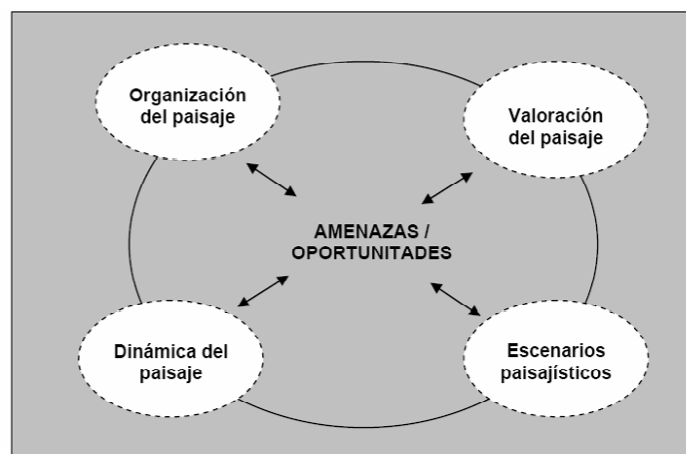 Organización
del paisaje
Valoración
del paisaje
AMENAZAS /
OPORTUNITADES
Dinámica del
paisaje
Escenarios
paisajísticos